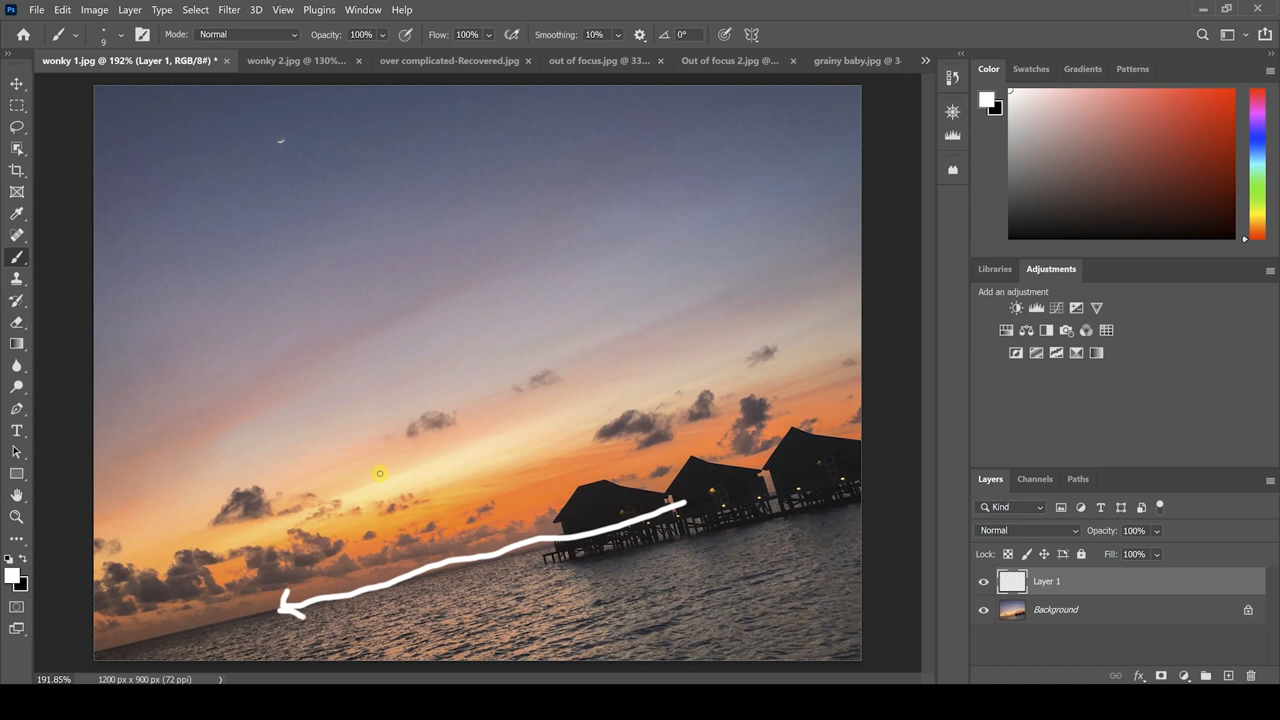 Ps File Edit Image Layer Type Select Filter 3D View Plugins Window Help
9 Mode: Normal Opacity: 100% Flow: 100% Smoothing: 10% 0°
wonky 1.jpg @ 192% (Layer 1, RGB/8#) * × wonky 2.jpg @ 130%... × over complicated-Recovered.jpg × out of focus.jpg @ 33... × Out of focus 2.jpg @... × grainy baby.jpg @ 3
Color Swatches Gradients Patterns
Libraries Adjustments
Add an adjustment
Layers Channels Paths
Kind
Normal Opacity: 100%
Lock: Fill: 100%
Layer 1
Background
191.85% 1200 px x 900 px (72 ppi)
fx